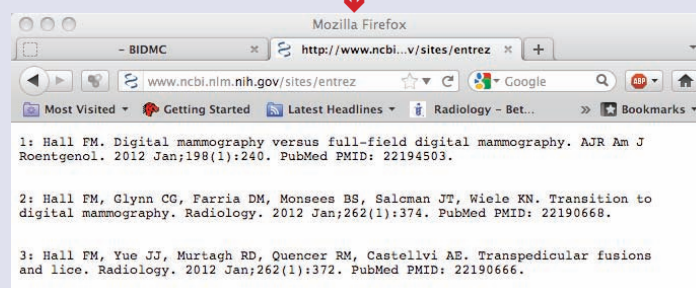 Mozilla Firefox
- BIDMC
http://www.ncbi...v/sites/entrez
www.ncbi.nlm.nih.gov/sites/entrez
Google
ABP
Most Visited
Getting Started
Latest Headlines
Radiology - Bet...
Bookmarks
1: Hall FM. Digital mammography versus full-field digital mammography. AJR Am J
Roentgenol. 2012 Jan;198(1):240. PubMed PMID: 22194503.
2: Hall FM, Glynn CG, Farria DM, Monsees BS, Salcman JT, Wiele KN. Transition to
digital mammography. Radiology. 2012 Jan;262(1):374. PubMed PMID: 22190668.
3: Hall FM, Yue JJ, Murtagh RD, Quencer RM, Castellvi AE. Transpedicular fusions
and lice. Radiology. 2012 Jan;262(1):372. PubMed PMID: 22190666.